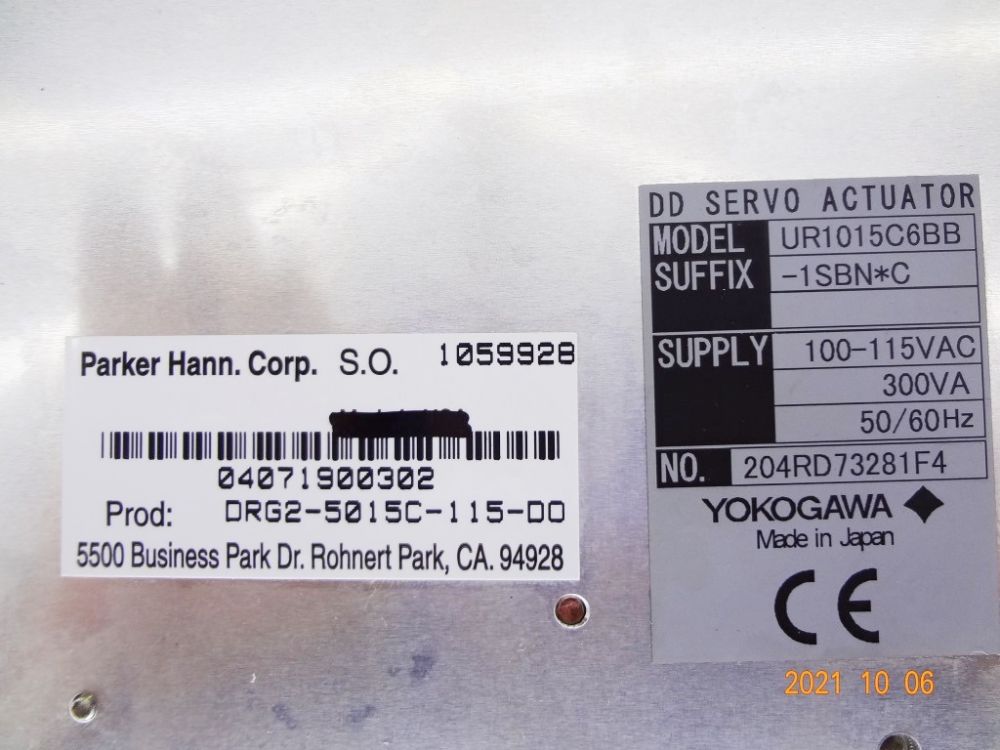 Parker Hann. Corp. S.O. 1059928
04071900302
Prod: DRG2-5015C-115-DO
5500 Business Park Dr. Rohnert Park, CA. 94928
DD SERVO ACTUATOR
MODEL UR1015C6BB
SUFFIX -1SBN*C
SUPPLY 100-115VAC
300VA
50/60Hz
NO. 204RD73281F4
YOKOGAWA
Made in Japan
CE
2021 10 06